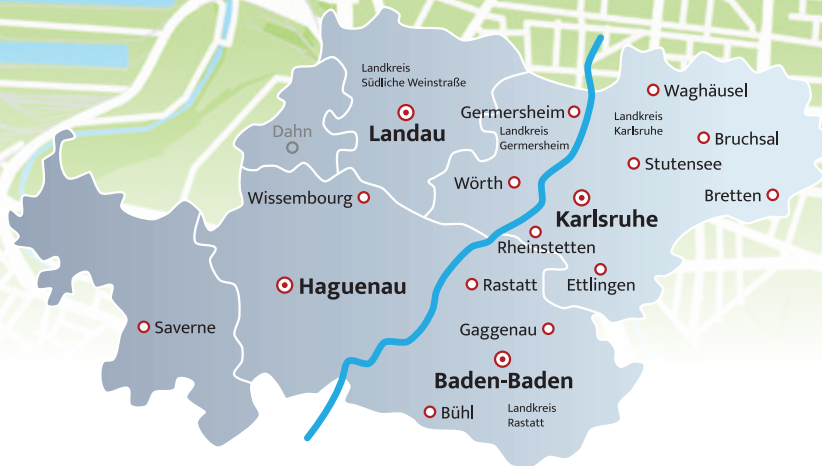 Landkreis
Südliche Weinstraße
Waghäusel
Germersheim
Landkreis
Karlsruhe
Dahn
Landau
Landkreis
Germersheim
Bruchsal
Stutensee
Wörth
Wissembourg
Bretten
Karlsruhe
Rheinstetten
Haguenau
Rastatt
Ettlingen
Saverne
Gaggenau
Baden-Baden
Bühl
Landkreis
Rastatt